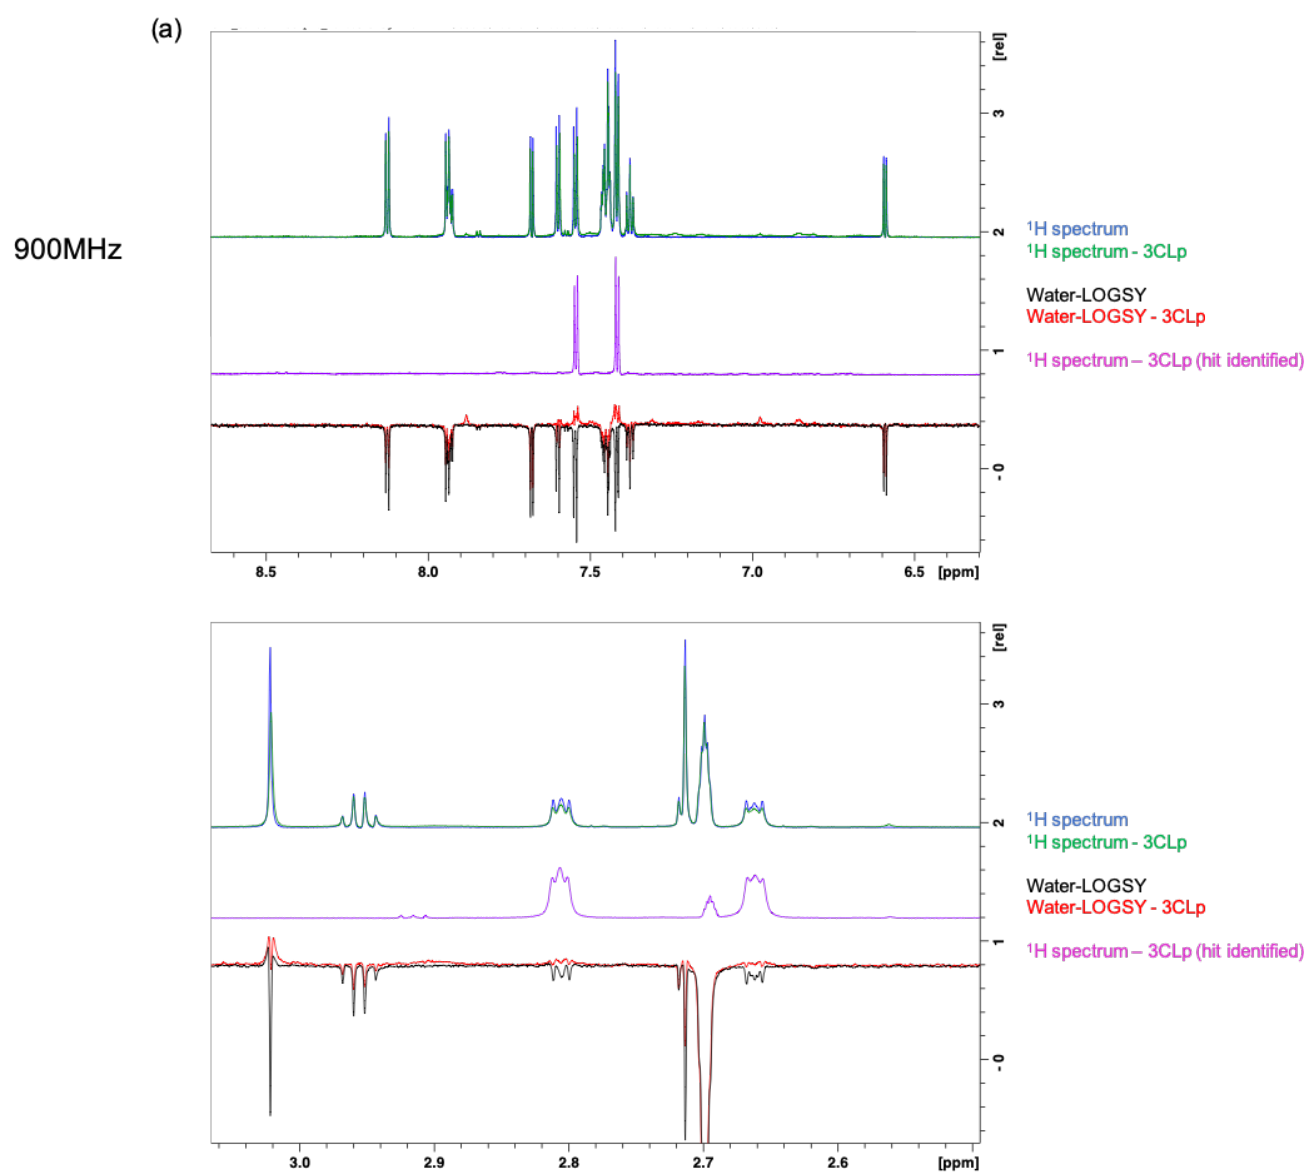 (a)
[rel]
3
2
1
- 0
900MHz
¹H spectrum
¹H spectrum - 3CLp
Water-LOGSY
Water-LOGSY - 3CLp
¹H spectrum – 3CLp (hit identified)
8.5 8.0 7.5 7.0 6.5 [ppm]
[rel]
3
2
1
- 0
¹H spectrum
¹H spectrum - 3CLp
Water-LOGSY
Water-LOGSY - 3CLp
¹H spectrum – 3CLp (hit identified)
3.0 2.9 2.8 2.7 2.6 [ppm]